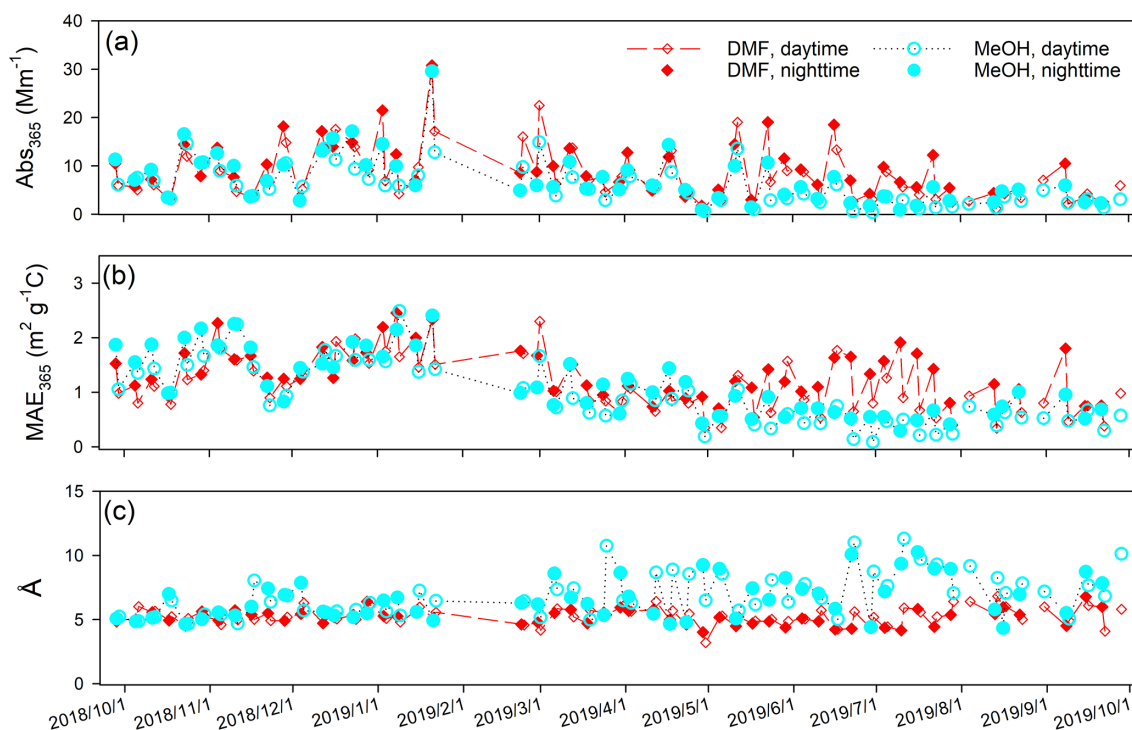 (a)
DMF, daytime
MeOH, daytime
DMF, nighttime
MeOH, nighttime
Abs365 (Mm-1)
40
30
20
10
0
(b)
MAE365 (m2 g-1C)
3
2
1
0
(c)
Å
15
10
5
0
2018/10/1
2018/11/1
2018/12/1
2019/1/1
2019/2/1
2019/3/1
2019/4/1
2019/5/1
2019/6/1
2019/7/1
2019/8/1
2019/9/1
2019/10/1